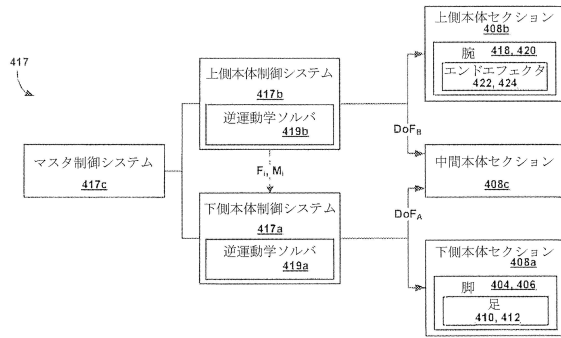 417
マスタ制御システム
417c
上側本体制御システム
417b
逆運動学ソルバ
419b
Fi, Mi
下側本体制御システム
417a
逆運動学ソルバ
419a
DoFB
DoFA
上側本体セクション
408b
腕 418, 420
エンドエフェクタ
422, 424
中間本体セクション
408c
下側本体セクション
408a
脚 404, 406
足
410, 412